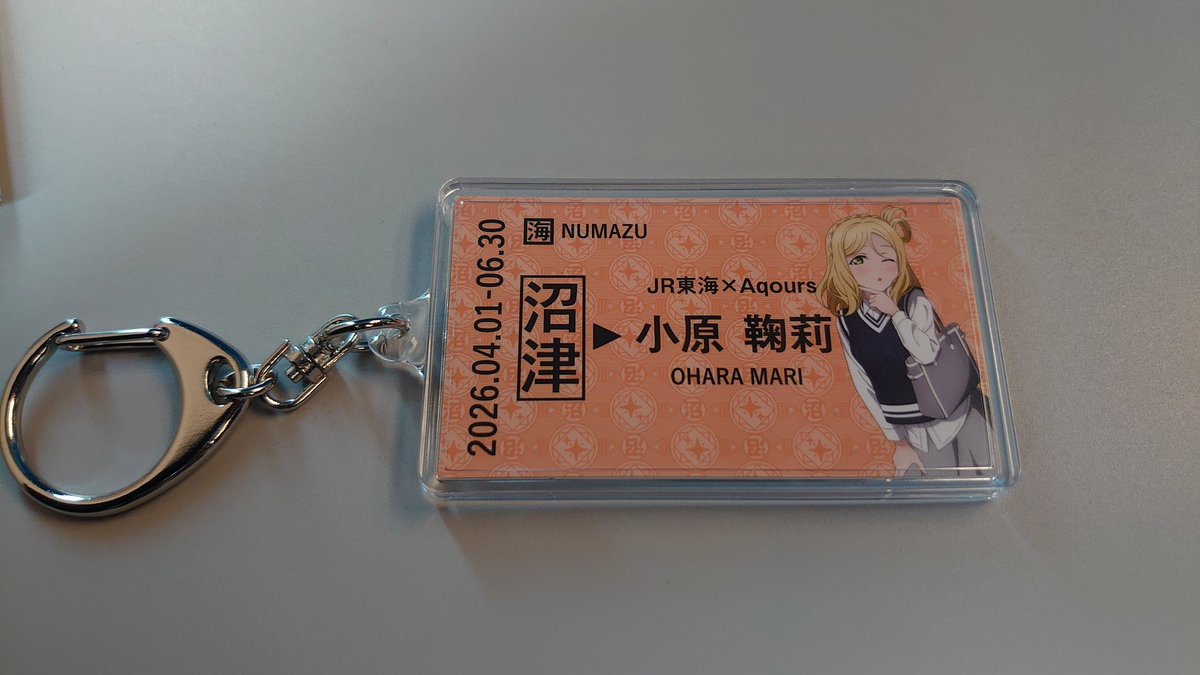 2026.04.01-06.30
海 NUMAZU
沼津
JR東海×Aqours
▶小原 鞠莉
OHARA MARI